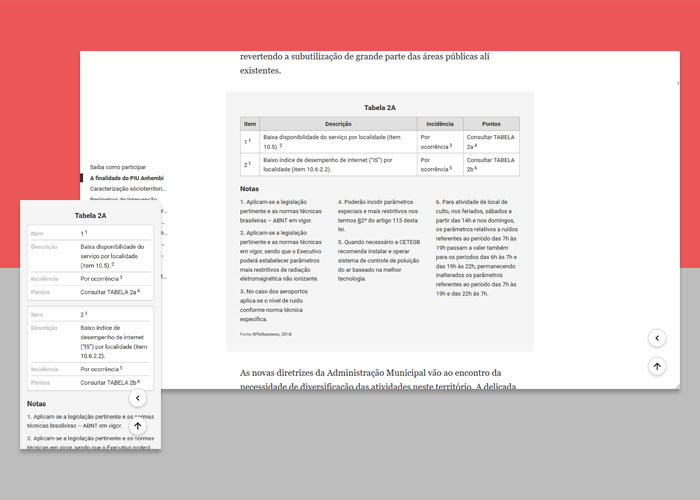 revertendo a subutilização de grande parte das áreas públicas ali
existentes.
Tabela 2A
Item Descrição Incidência Pontos
1 1 Baixa disponibilidade do serviço por localidade (item
10.5). 2 Por
ocorrência 3 Consultar TABELA
2a 4
2 1 Baixo índice de desempenho de internet ("IS") por
localidade (item 10.6.2.2). Por
ocorrência 5 Consultar TABELA
2b 6
Notas
1. Aplicam-se a legislação
pertinente e as normas técnicas
brasileiras – ABNT em vigor.
2. Aplicam-se a legislação
pertinente e as normas técnicas
em vigor, sendo que o Executivo
poderá estabelecer parâmetros
mais restritivos de radiação
eletromagnética não ionizante.
3. No caso dos aeroportos
aplica-se o nível de ruído
conforme norma técnica
específica.
4. Poderão incidir parâmetros
especiais e mais restritivos nos
termos §2º do artigo 113 desta
lei.
5. Quando necessário a CETESB
recomenda instalar e operar
sistema de controle de poluição
do ar baseado na melhor
tecnologia.
6. Para atividade de local de
culto, nos feriados, sábados a
partir das 14h e nos domingos,
os parâmetros relativos a ruídos
referentes ao período das 7h às
19h passam a valer também
para os períodos das 6h às 7h e
das 19h às 22h, permanecendo
inalterados os parâmetros
referentes ao período das 7h às
19h e das 22h às 7h.
Fonte SPUrbanismo, 2018
As novas diretrizes da Administração Municipal vão ao encontro da
necessidade de diversificação das atividades neste território. A delicada
Saiba como participar
A finalidade do PIU Anhembi
Caracterização sócioterritori...
Perímetros de intervenção
Tabela 2A
Item 1 1
Descrição Baixa disponibilidade do
serviço por localidade
(item 10.5). 2
Incidência Por ocorrência 3
Pontos Consultar TABELA 2a 4
Item 2 1
Descrição Baixo índice de
desempenho de internet
("IS") por localidade (item
10.6.2.2).
Incidência Por ocorrência 5
Pontos Consultar TABELA 2b 6
Notas
1. Aplicam-se a legislação pertinente e as normas
técnicas brasileiras – ABNT em vigor.
2. Aplicam-se a legislação pertinente e as normas
técnicas em vigor, sendo que o Executivo poderá